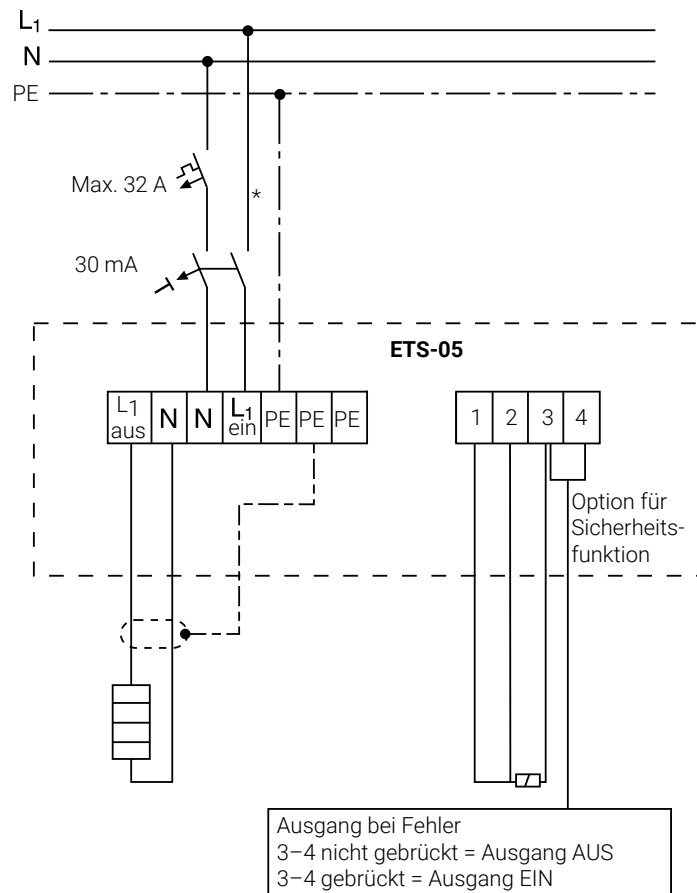 L1
N
PE
Max. 32 A
*
30 mA
ETS-05
L1 aus N N L1 ein PE PE PE
1 2 3 4
Option für
Sicherheits-
funktion
Ausgang bei Fehler
3–4 nicht gebrückt = Ausgang AUS
3–4 gebrückt = Ausgang EIN